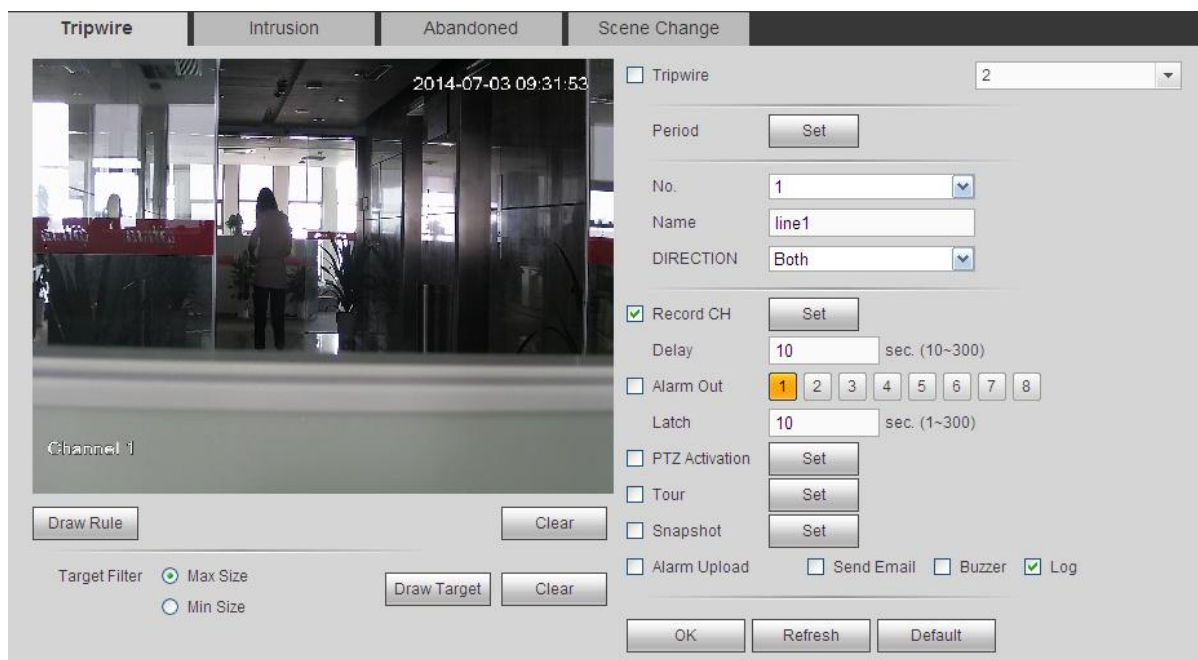 Tripwire Intrusion Abandoned Scene Change
2014-07-03 09:31:53
Channel 1
Draw Rule Clear
Target Filter Max Size
Min Size
Draw Target Clear
Tripwire 2
Period Set
No. 1
Name line1
DIRECTION Both
Record CH Set
Delay 10 sec. (10~300)
Alarm Out 1 2 3 4 5 6 7 8
Latch 10 sec. (1~300)
PTZ Activation Set
Tour Set
Snapshot Set
Alarm Upload Send Email Buzzer Log
OK Refresh Default